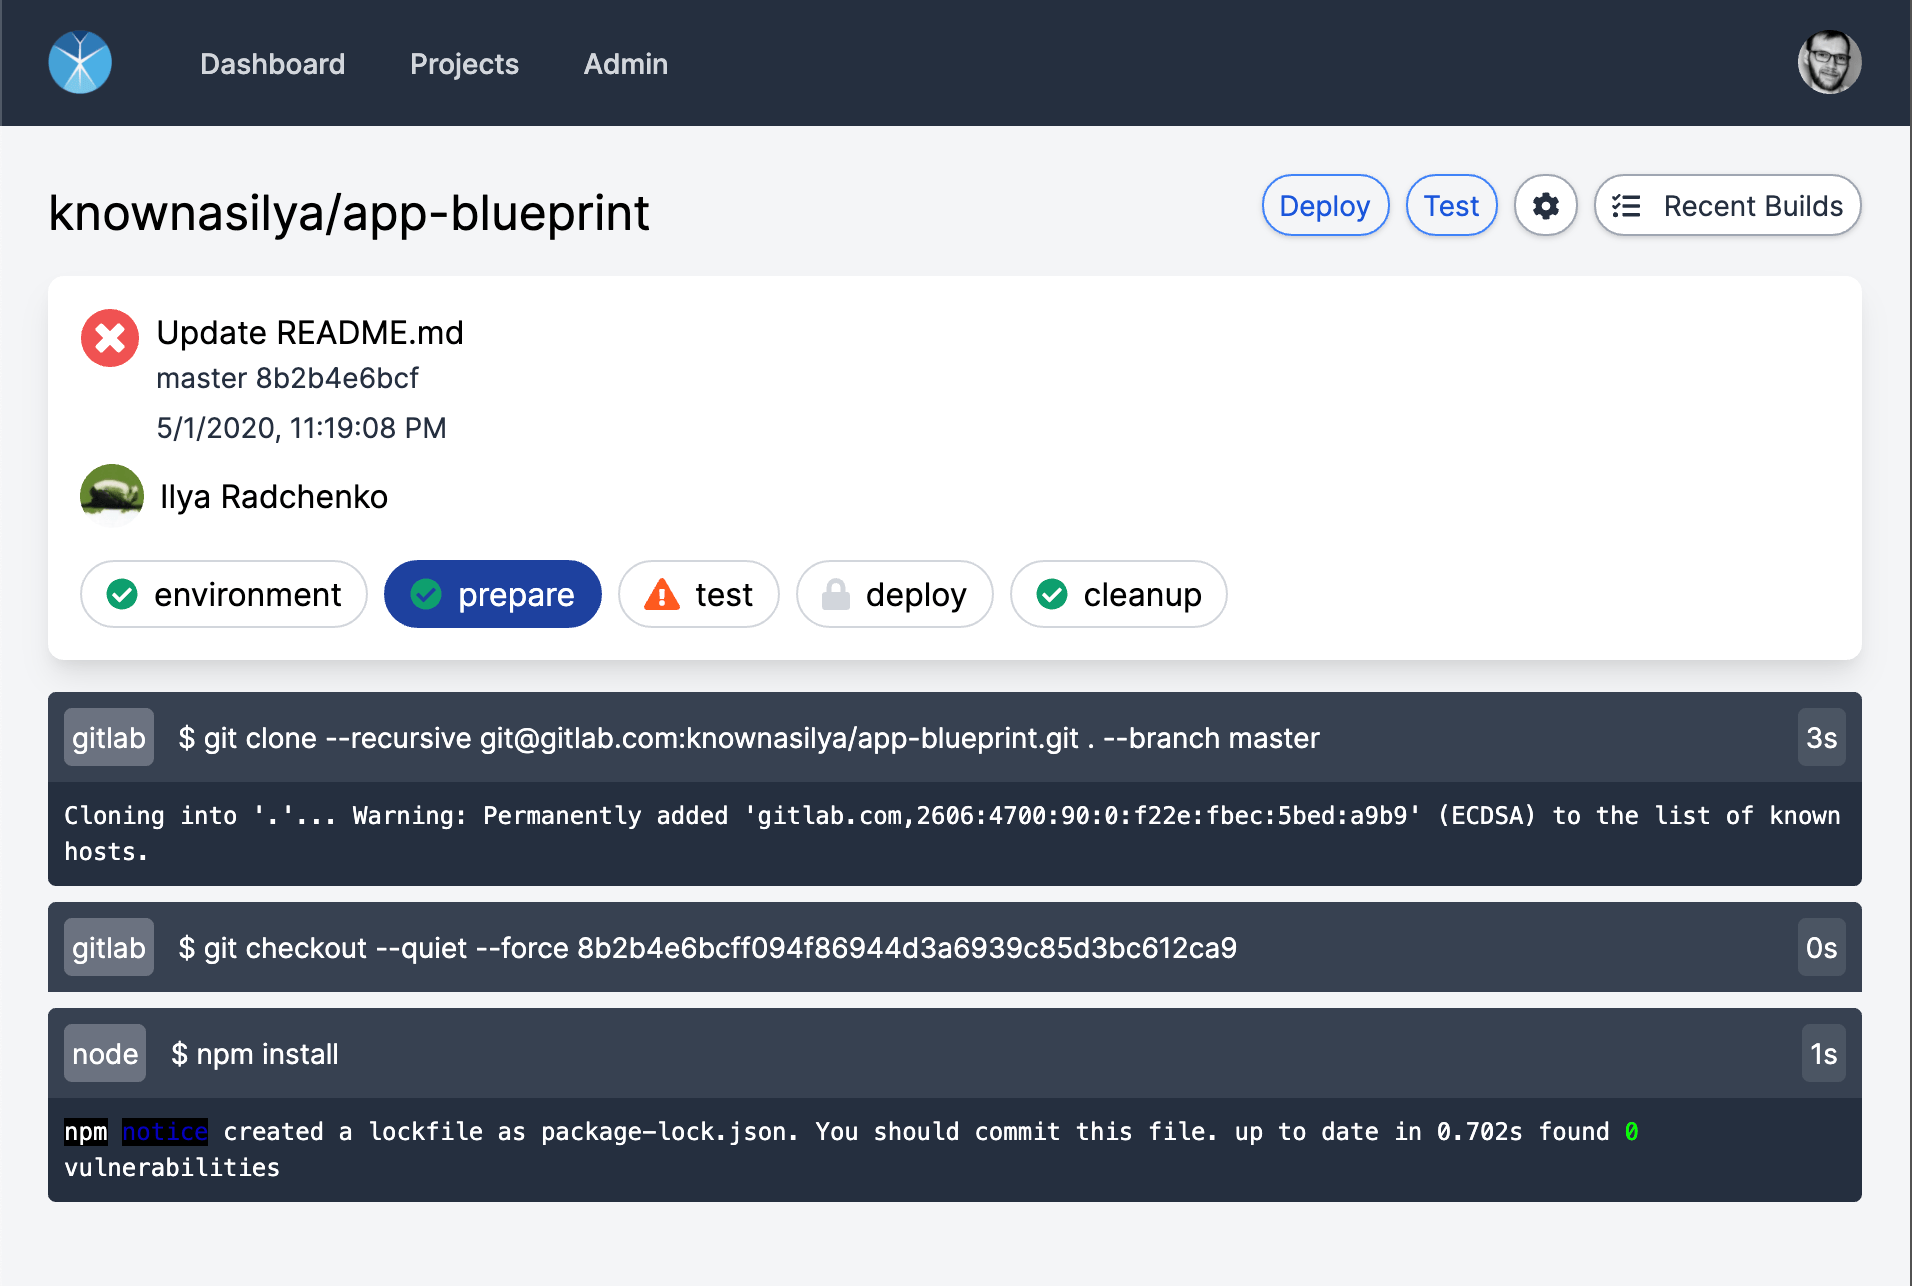 Dashboard Projects Admin
knownasilya/app-blueprint
Deploy Test Recent Builds
Update README.md
master 8b2b4e6bcf
5/1/2020, 11:19:08 PM
Ilya Radchenko
environment prepare test deploy cleanup
gitlab $ git clone --recursive git@gitlab.com:knownasilya/app-blueprint.git . --branch master 3s
Cloning into '.'... Warning: Permanently added 'gitlab.com,2606:4700:90:0:f22e:fbec:5bed:a9b9' (ECDSA) to the list of known
hosts.
gitlab $ git checkout --quiet --force 8b2b4e6bcff094f86944d3a6939c85d3bc612ca9 0s
node $ npm install 1s
npm notice created a lockfile as package-lock.json. You should commit this file. up to date in 0.702s found 0
vulnerabilities